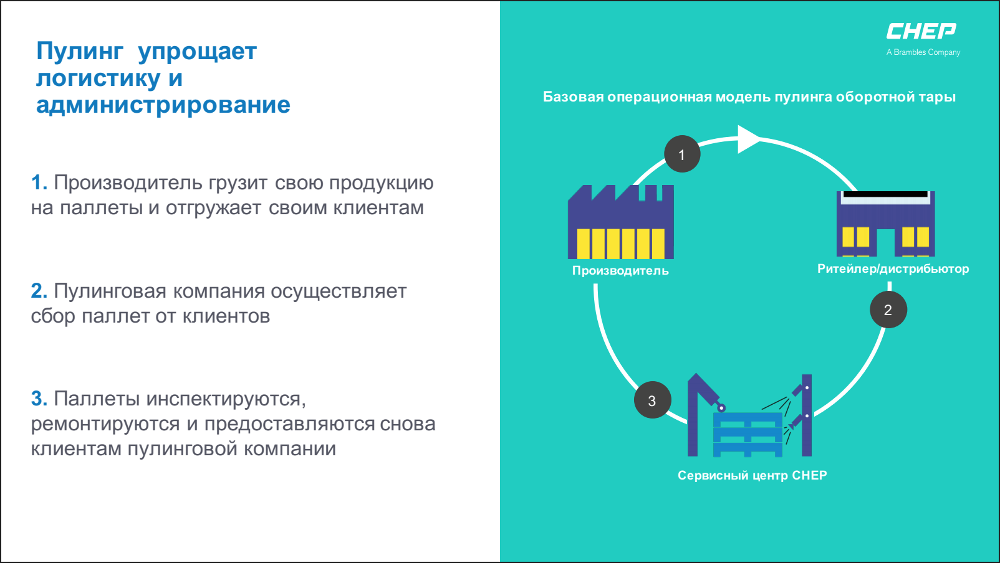 Пулинг упрощает
логистику и
администрирование
1. Производитель грузит свою продукцию
на паллеты и отгружает своим клиентам
2. Пулинговая компания осуществляет
сбор паллет от клиентов
3. Паллеты инспектируются,
ремонтируются и предоставляются снова
клиентам пулинговой компании
CHEP
A Brambles Company
Базовая операционная модель пулинга оборотной тары
1
Производитель
Ритейлер/дистрибьютор
2
3
Сервисный центр CHEP